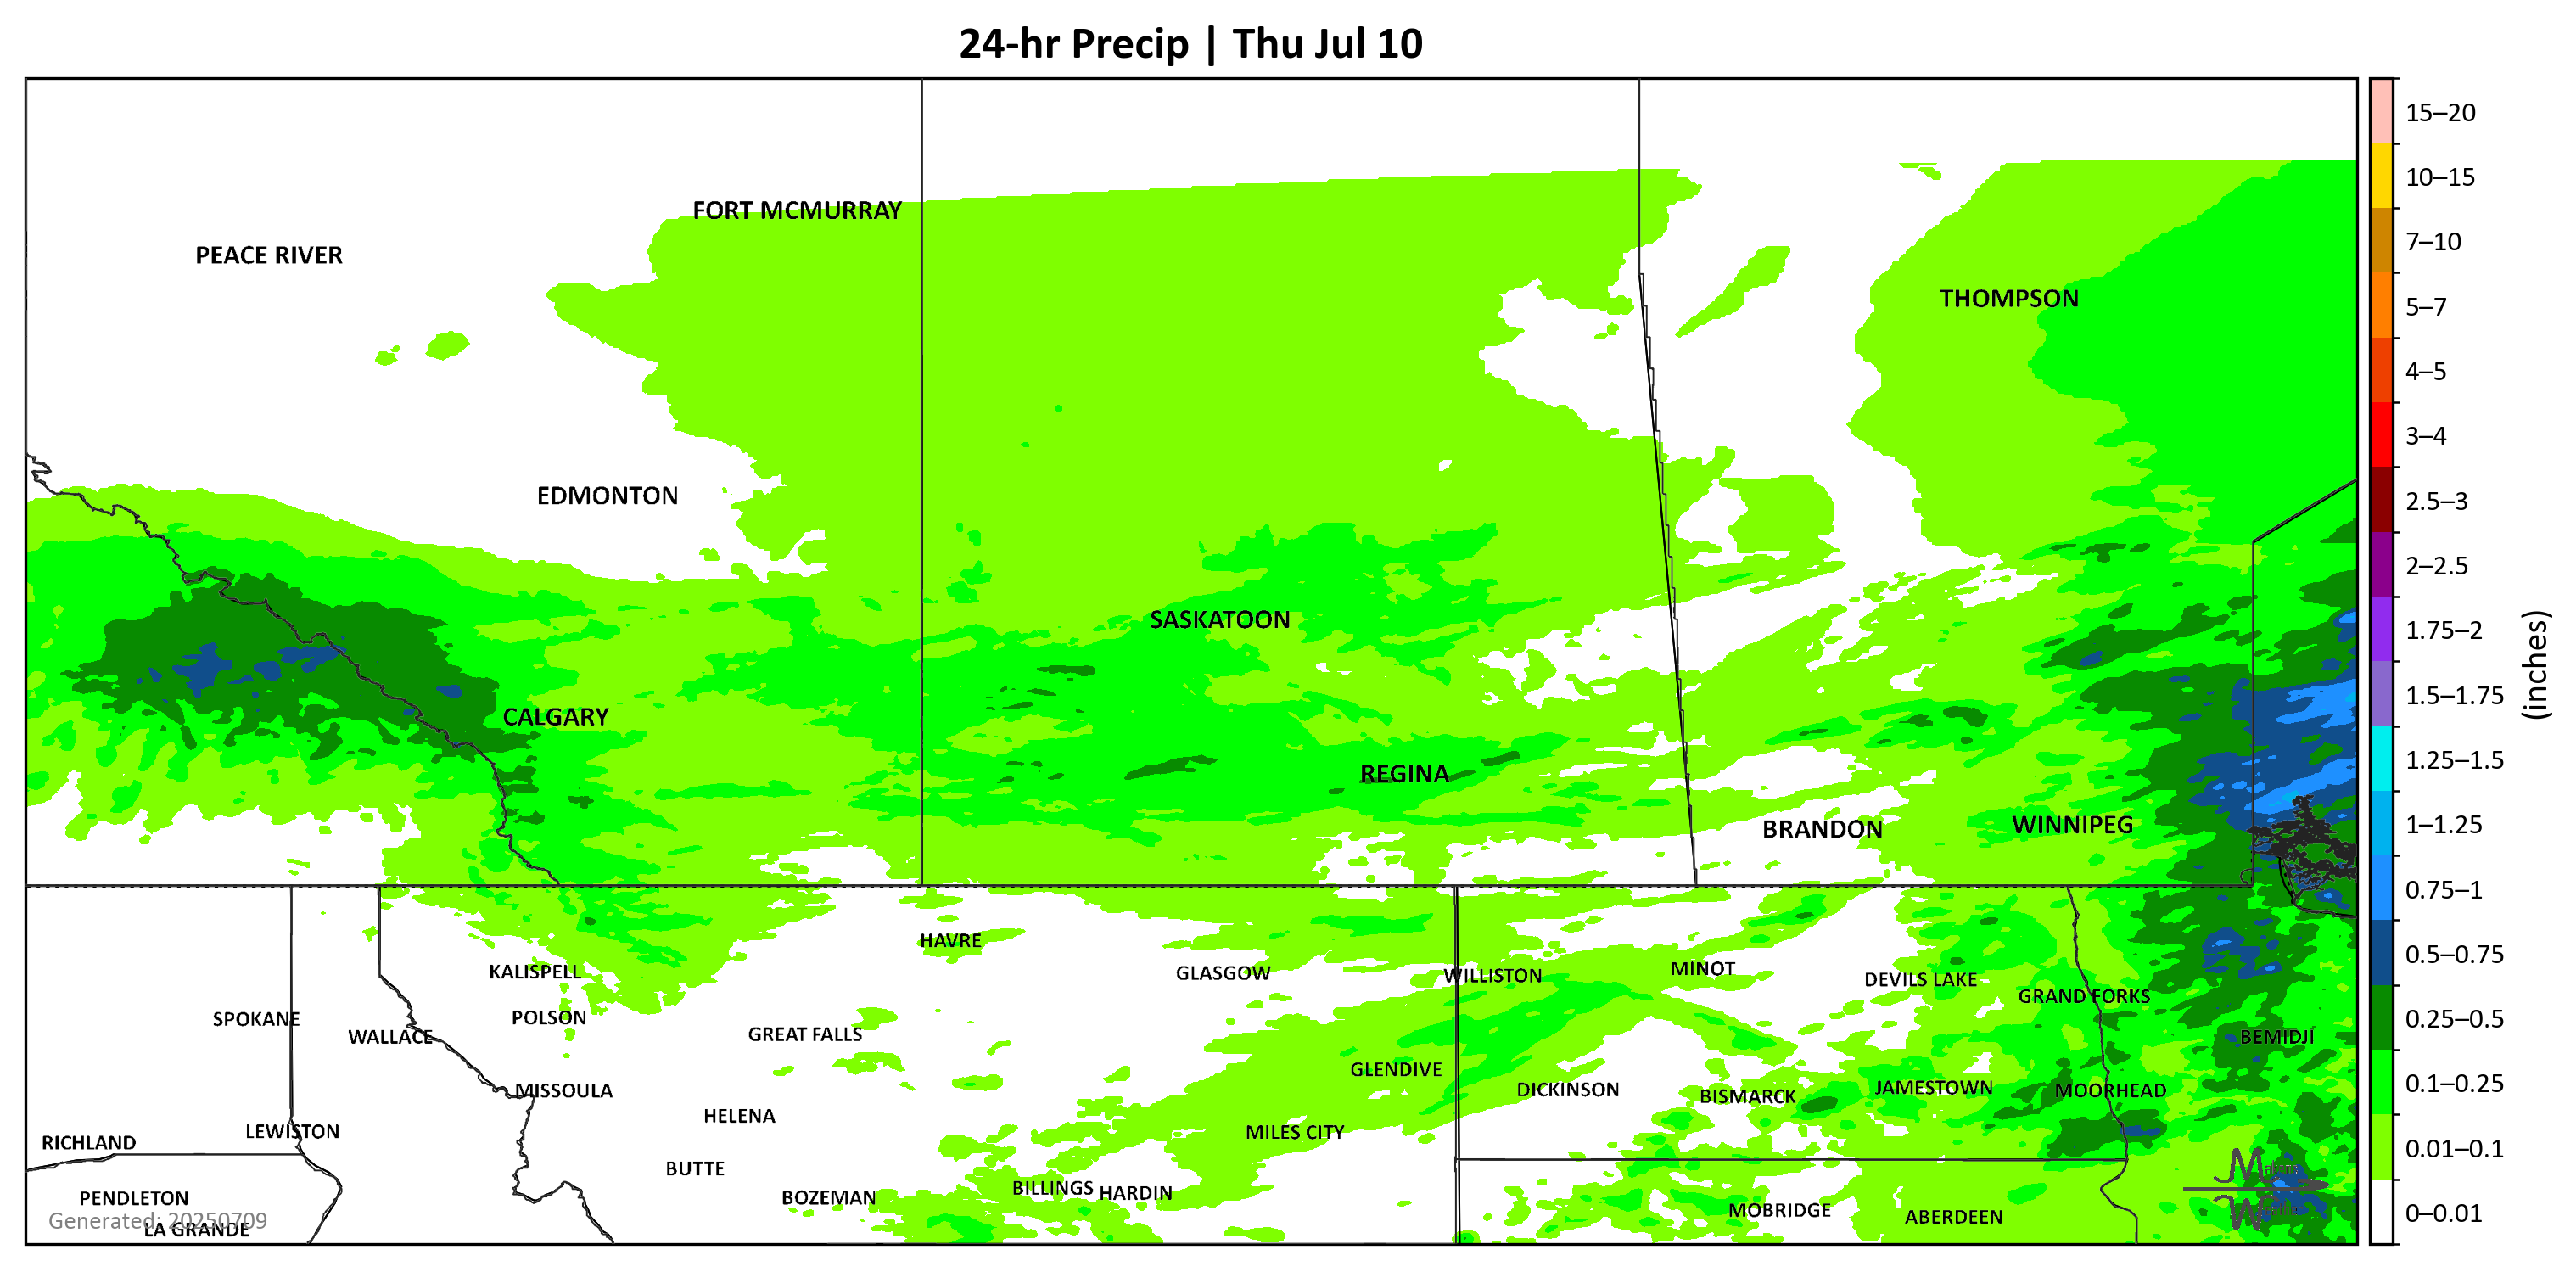 24-hr Precip | Thu Jul 10
15–20
10–15
7–10
5–7
4–5
3–4
2.5–3
2–2.5
1.75–2
1.5–1.75
1.25–1.5
1–1.25
0.75–1
0.5–0.75
0.25–0.5
0.1–0.25
0.01–0.1
0–0.01
(inches)
FORT MCMURRAY
PEACE RIVER
THOMPSON
EDMONTON
SASKATOON
CALGARY
REGINA
BRANDON
WINNIPEG
HAVRE
KALISPELL
GLASGOW
WILLISTON
MINOT
DEVILS LAKE
GRAND FORKS
SPOKANE
POLSON
WALLACE
GREAT FALLS
BEMIDJI
GLENDIVE
MISSOULA
DICKINSON
BISMARCK
JAMESTOWN
MOORHEAD
HELENA
LEWISTON
RICHLAND
MILES CITY
BUTTE
BILLINGS
HARDIN
PENDLETON
BOZEMAN
MOBRIDGE
ABERDEEN
Generated: 20250709
LA GRANDE